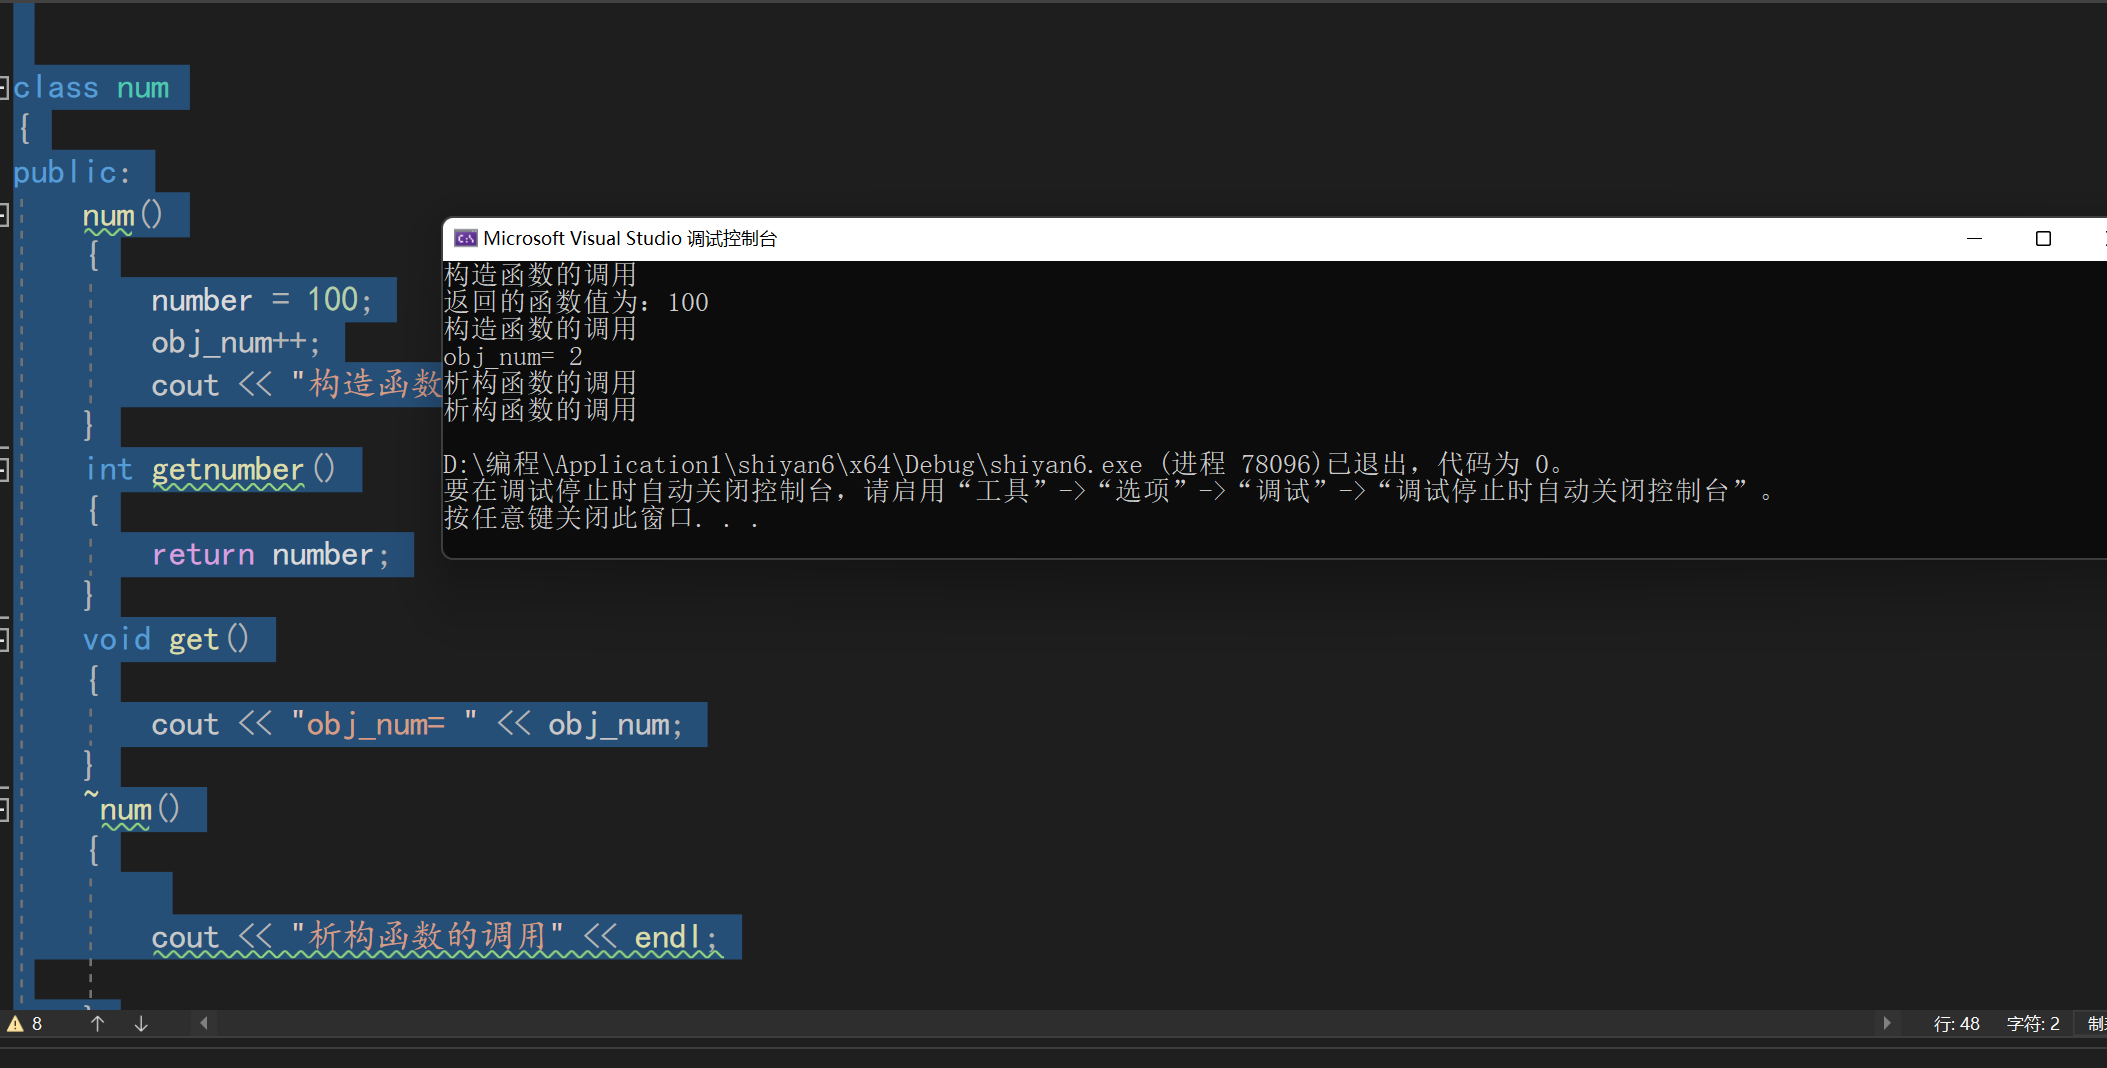 class num
{
public:
num()
{
number = 100;
obj_num++;
cout << "构造函数
}
int getnumber()
{
return number;
}
void get()
{
cout << "obj_num= " << obj_num;
}
~num()
{
cout << "析构函数的调用" << endl;
Microsoft Visual Studio 调试控制台
构造函数的调用
返回的函数值为：100
构造函数的调用
obj_num= 2
析构函数的调用
析构函数的调用
D:\编程\Application1\shiyan6\x64\Debug\shiyan6.exe (进程 78096)已退出，代码为 0。
要在调试停止时自动关闭控制台，请启用“工具”->“选项”->“调试”->“调试停止时自动关闭控制台”。
按任意键关闭此窗口. . .
8
行: 48 字符: 2 制